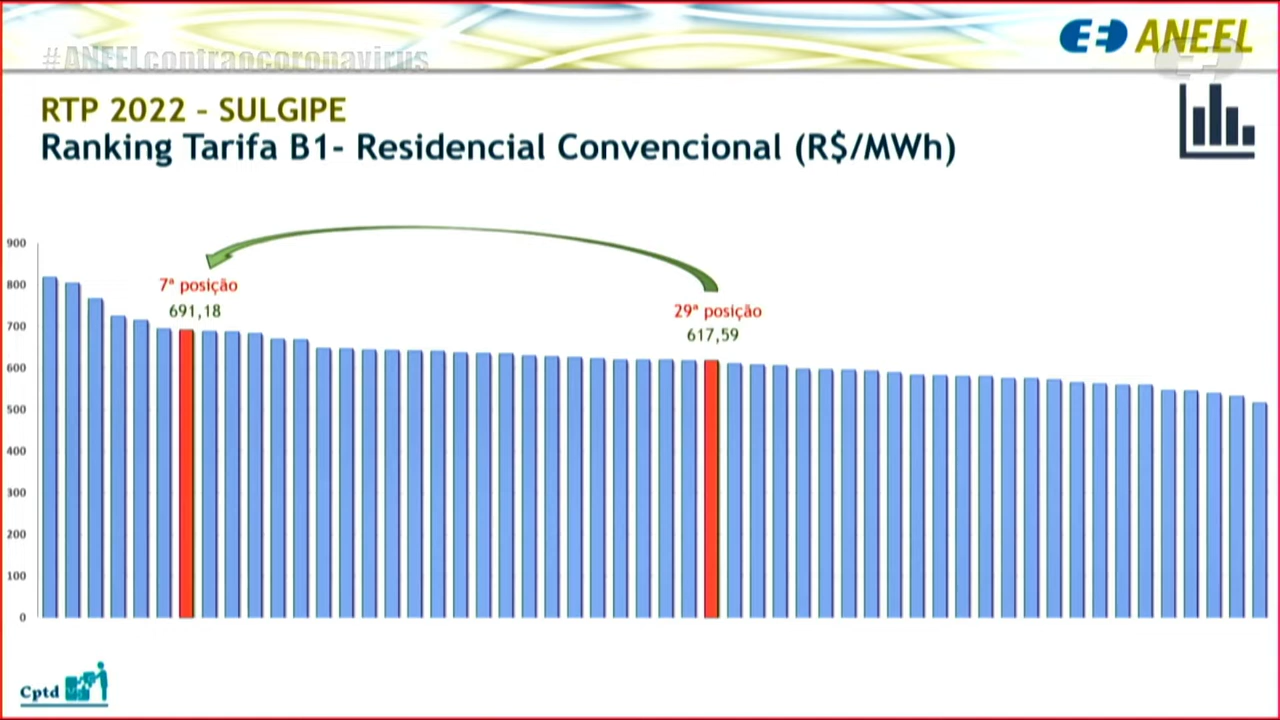 #ANEELcontraocoronavirus
ANEEL
RTP 2022 - SULGIPE
Ranking Tarifa B1- Residencial Convencional (R$/MWh)
900
800
700
600
500
400
300
200
100
0
7ª posição
691,18
29ª posição
617,59
Cptd